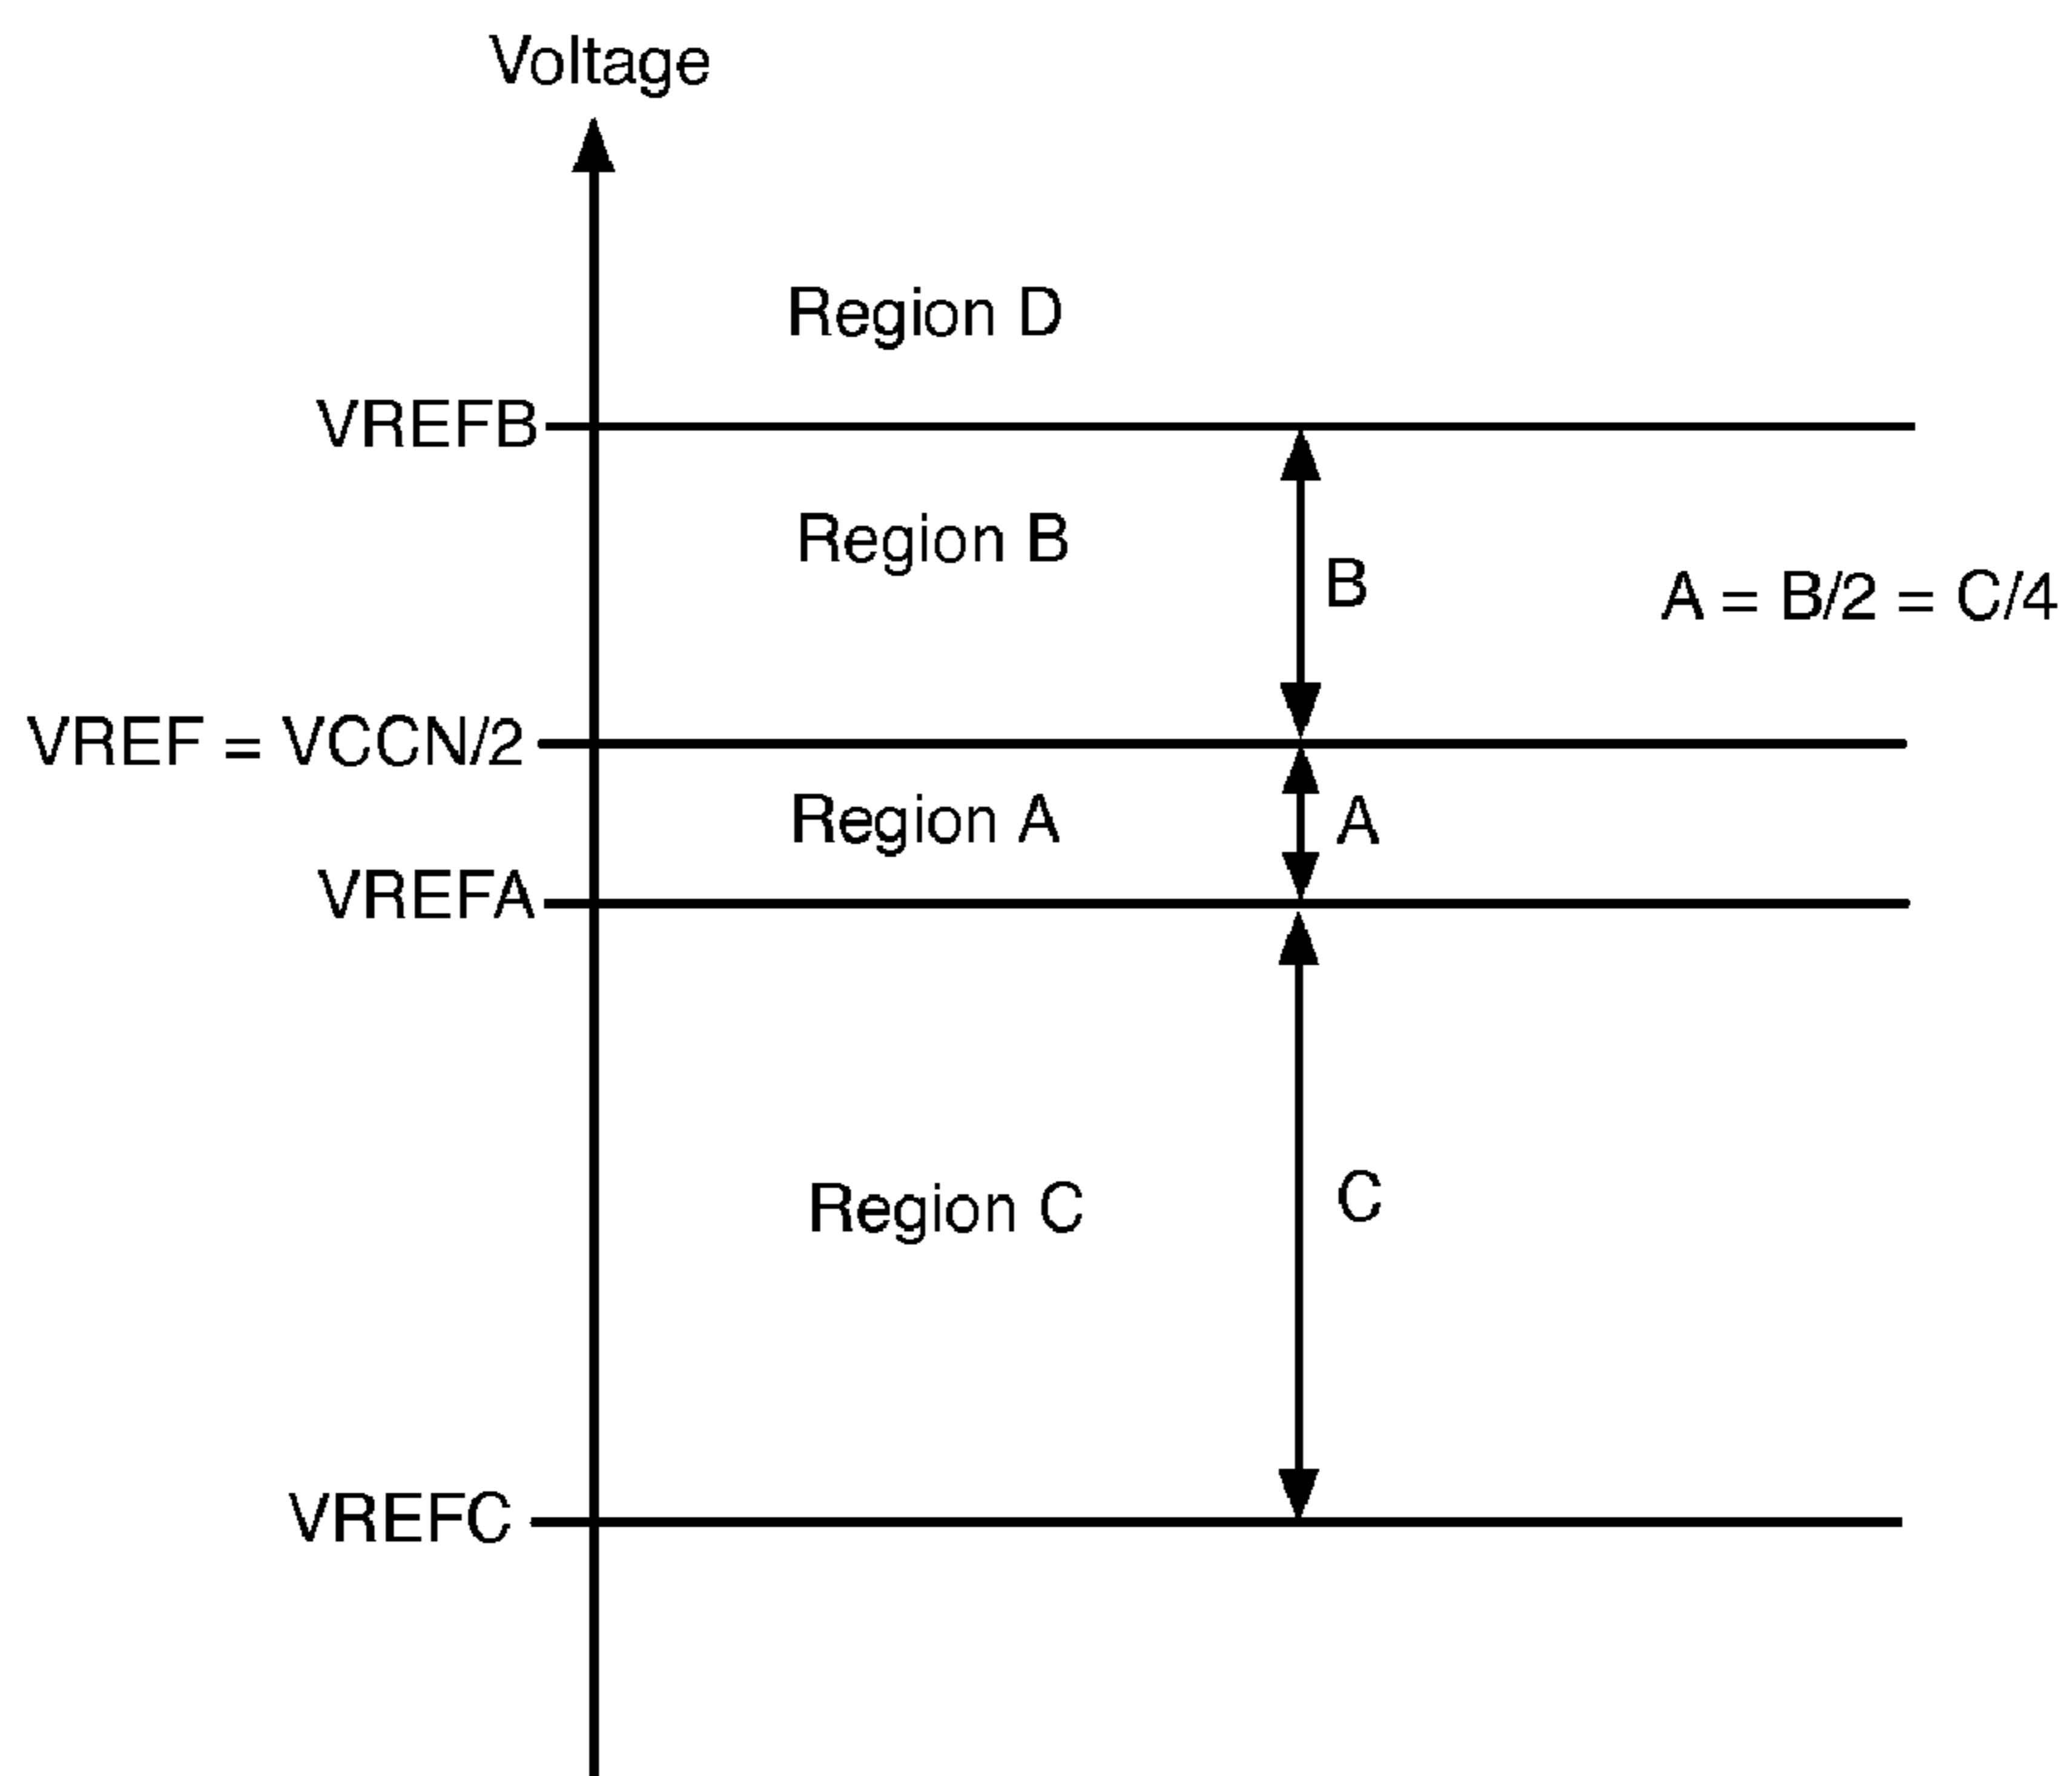 Voltage
Region D
VREFB
Region B
B
A = B/2 = C/4
VREF = VCCN/2
Region A
A
VREFA
Region C
C
VREFC